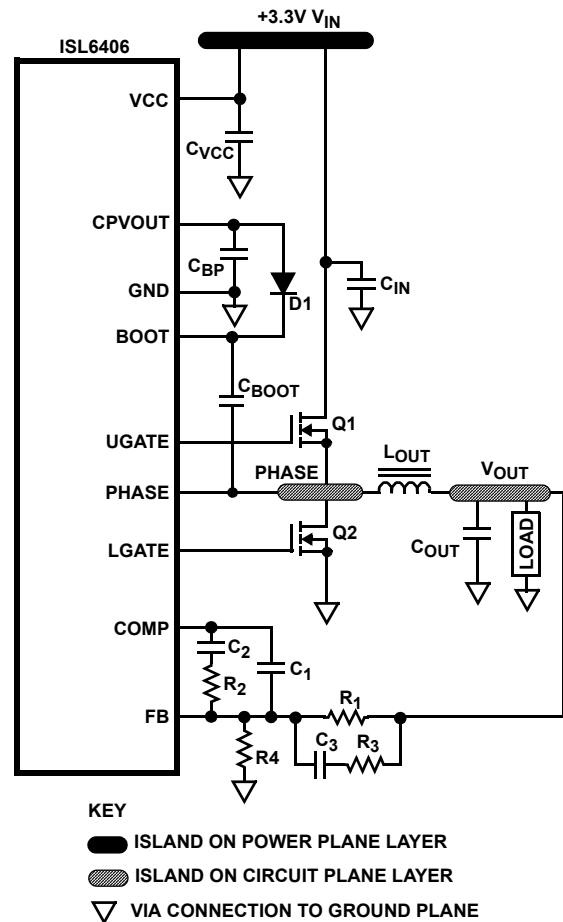 +3.3V VIN
ISL6406
VCC
CVCC
CPVOUT
CBP
D1
GND
CIN
BOOT
CBOOT
Q1
UGATE
LOUT
PHASE
PHASE
VOUT
Q2
COUT
LOAD
LGATE
COMP
C2
C1
R2
R1
FB
C3
R3
R4
KEY
ISLAND ON POWER PLANE LAYER
ISLAND ON CIRCUIT PLANE LAYER
VIA CONNECTION TO GROUND PLANE